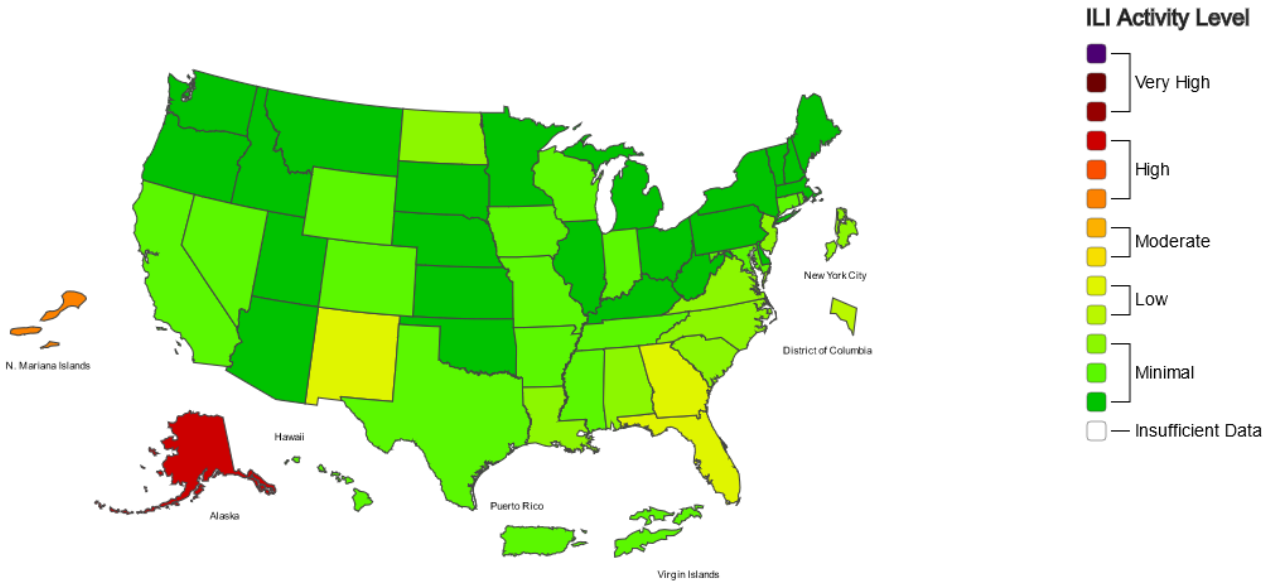 ILI Activity Level
Very High
High
Moderate
Low
Minimal
Insufficient Data
New York City
District of Columbia
N. Mariana Islands
Hawaii
Alaska
Puerto Rico
Virgin Islands